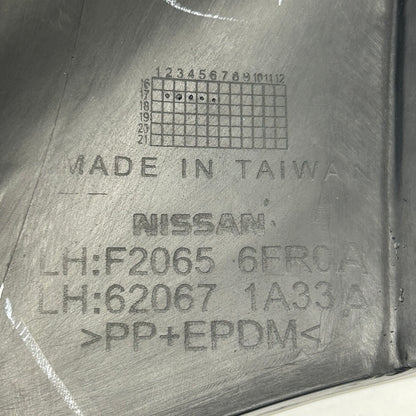 1 2 3 4 5 6 7 8 9 10 11 12
16
17
18
19
20
21
MADE IN TAIWAN
NISSAN
LH:F2065 6FR0A
LH:62067 1A33A
>PP+EPDM<